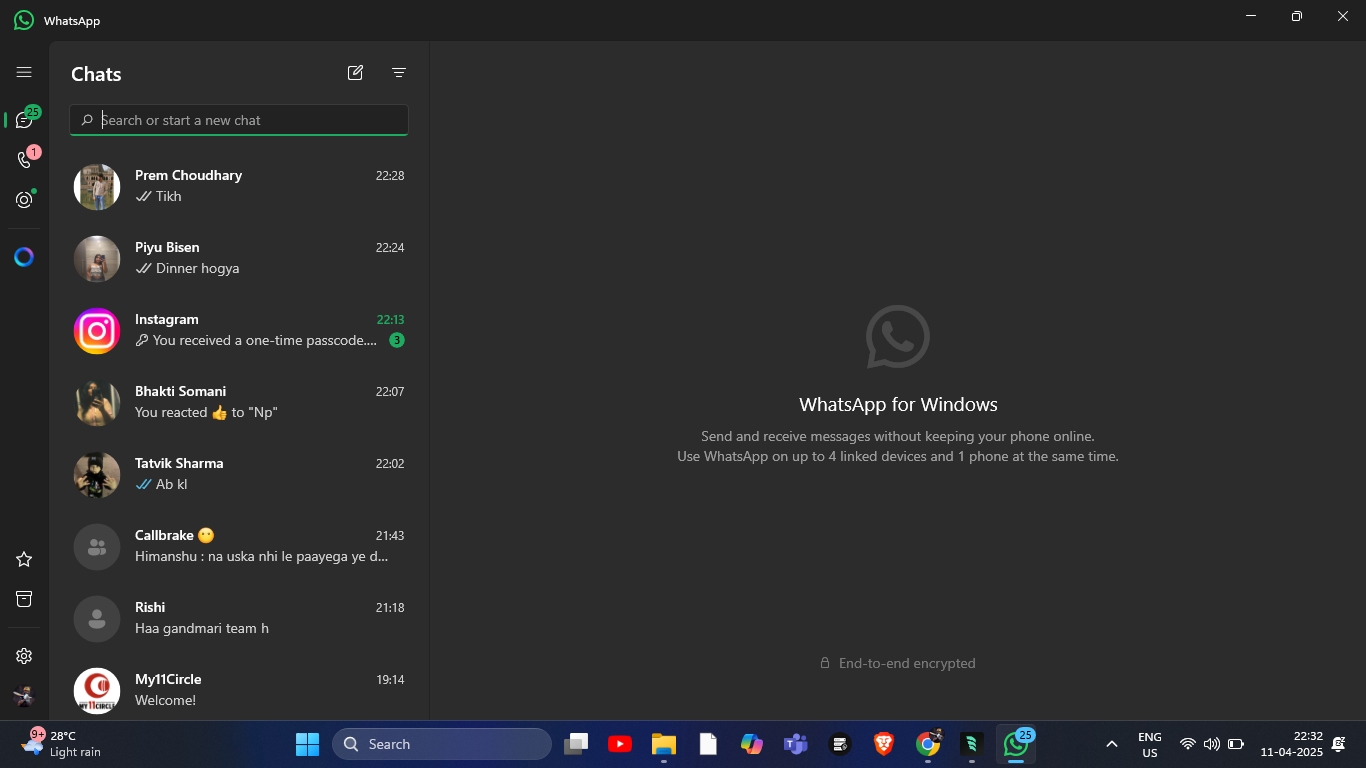 WhatsApp
Chats
25
1
Search or start a new chat
Prem Choudhary 22:28
Tikh
Piyu Bisen 22:24
Dinner hogya
Instagram 22:13
You received a one-time passcode.... 3
Bhakti Somani 22:07
You reacted 👍 to "Np"
Tatvik Sharma 22:02
Ab kl
Callbrake 😶 21:43
Himanshu : na uska nhi le paayega ye d...
Rishi 21:18
Haa gandmari team h
My11Circle 19:14
MY 11CIRCLE
Welcome!
WhatsApp for Windows
Send and receive messages without keeping your phone online.
Use WhatsApp on up to 4 linked devices and 1 phone at the same time.
End-to-end encrypted
9+
28°C
Light rain
Search
25
ENG
US
22:32
11-04-2025